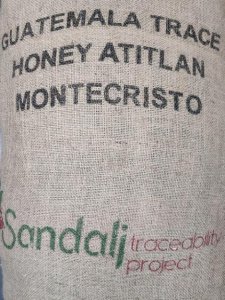 GUATEMALA TRACE
HONEY ATITLAN
MONTECRISTO
Sandalj traceability
project